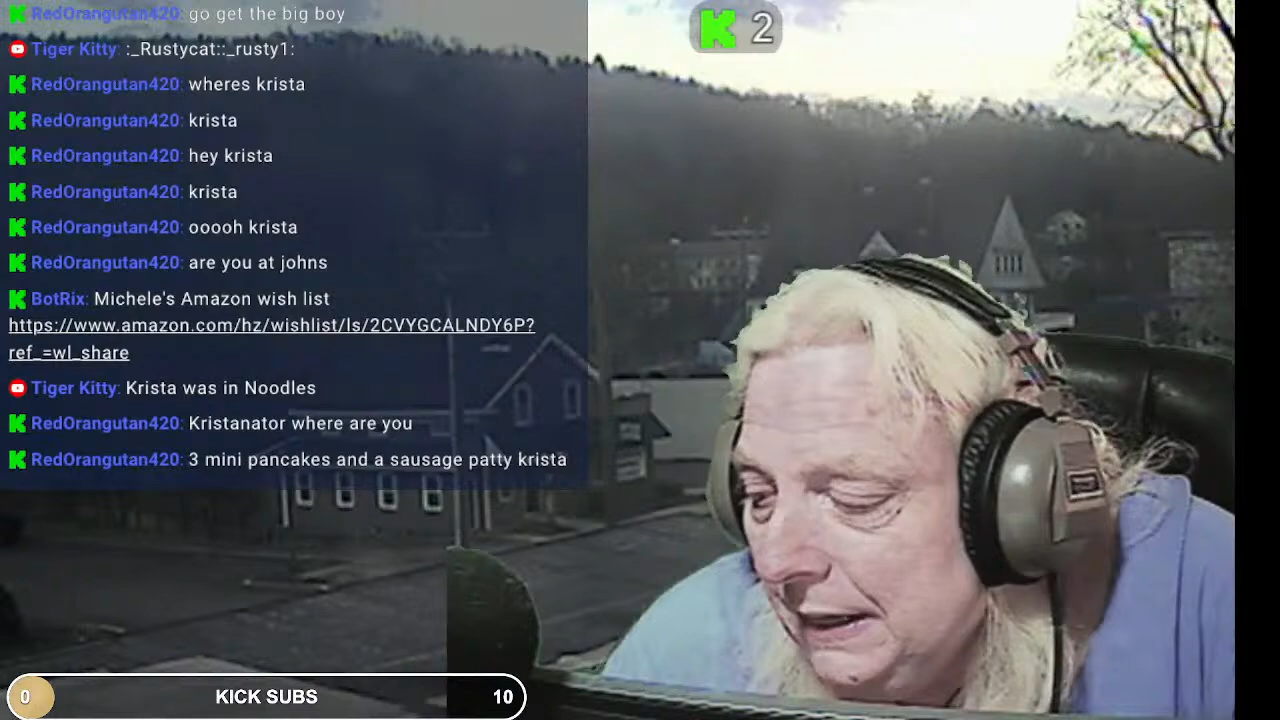 RedOrangutan420: go get the big boy
K 2
Tiger Kitty: :_Rustycat::_rusty1:
RedOrangutan420: wheres krista
RedOrangutan420: krista
RedOrangutan420: hey krista
RedOrangutan420: krista
RedOrangutan420: ooooh krista
RedOrangutan420: are you at johns
BotRix: Michele's Amazon wish list
https://www.amazon.com/hz/wishlist/ls/2CVYGCALNDY6P?
ref_=wl_share
Tiger Kitty: Krista was in Noodles
RedOrangutan420: Kristanator where are you
RedOrangutan420: 3 mini pancakes and a sausage patty krista
0 KICK SUBS 10